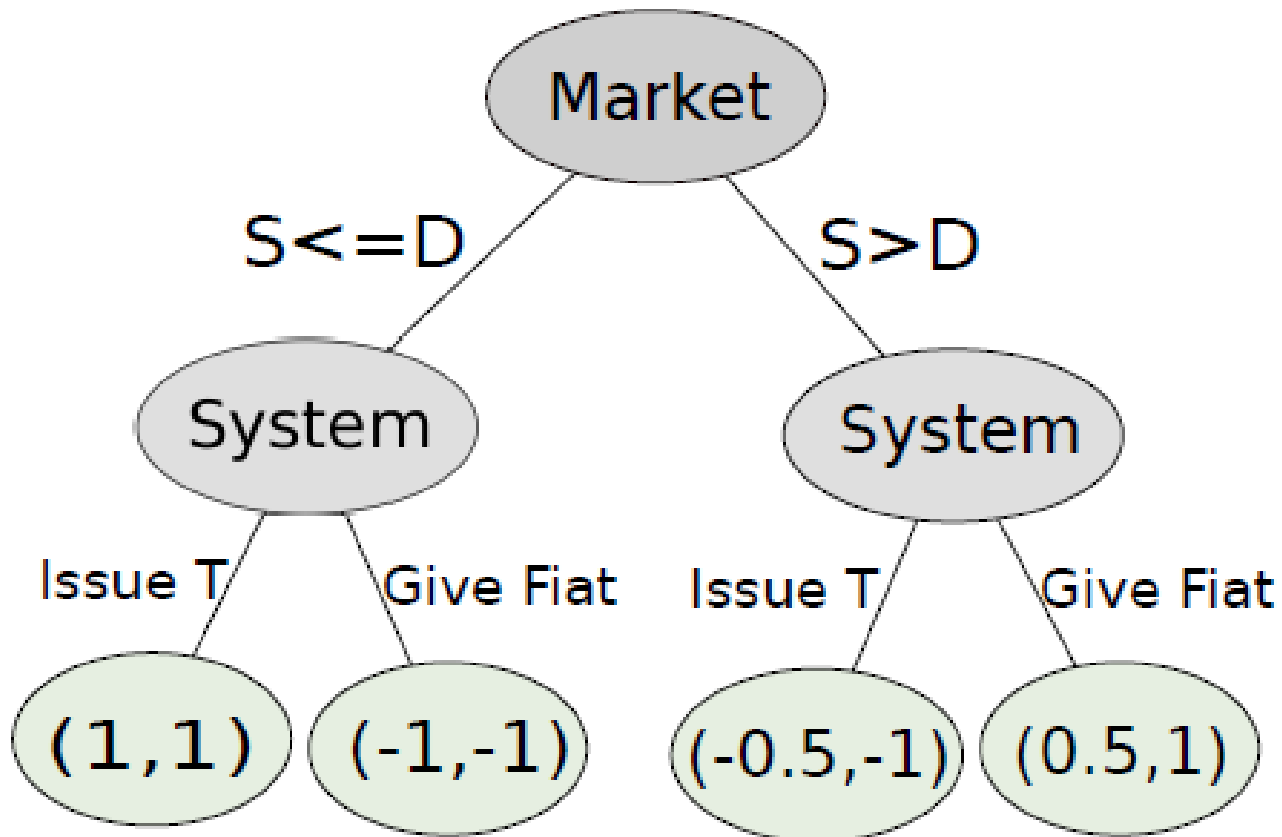 Market
S<=D
S>D
System
System
Issue T
Give Fiat
Issue T
Give Fiat
(1,1)
(-1,-1)
(-0.5,-1)
(0.5,1)